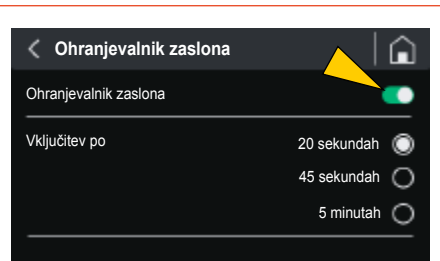 Ohranjevalnik zaslona
Ohranjevalnik zaslona
Vključitev po 20 sekundah
45 sekundah
5 minutah